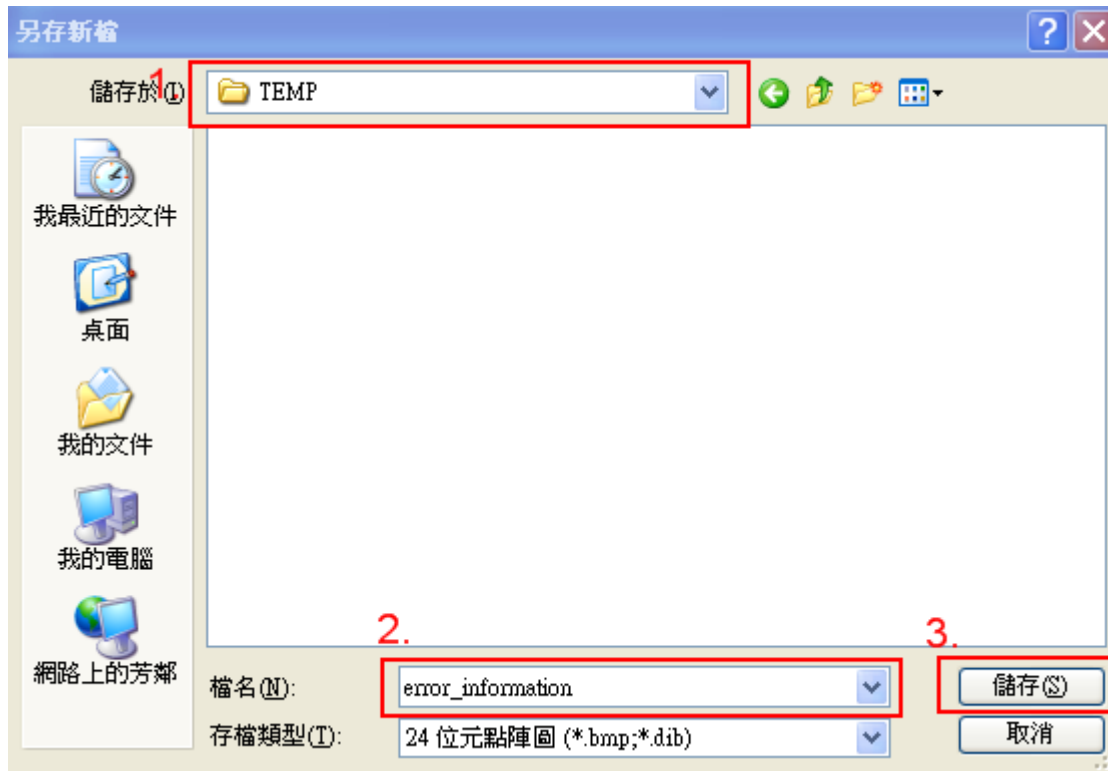 另存新檔
儲存於(I) 1. TEMP
我最近的文件
桌面
我的文件
我的電腦
網路上的芳鄰
2.
3.
檔名(N): error_information 儲存(S)
存檔類型(T): 24 位元點陣圖 (*.bmp;*.dib) 取消